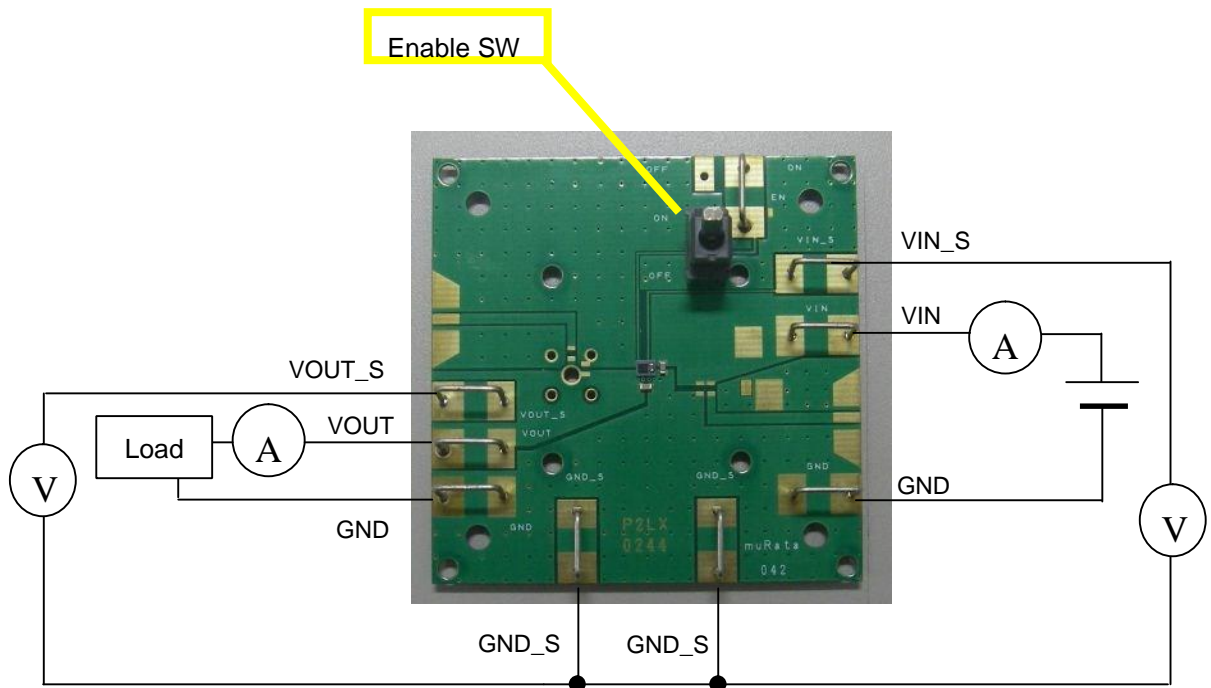 Enable SW
OFF
ON
EN
ON
VIN_S
VIN_S
OFF
VIN
VIN
A
VOUT_S
VOUT_S
VOUT
VOUT
Load
A
V
GND_S
GND_S
GND
GND
GND
GND
P2LX
0244
muRata
042
V
GND_S
GND_S